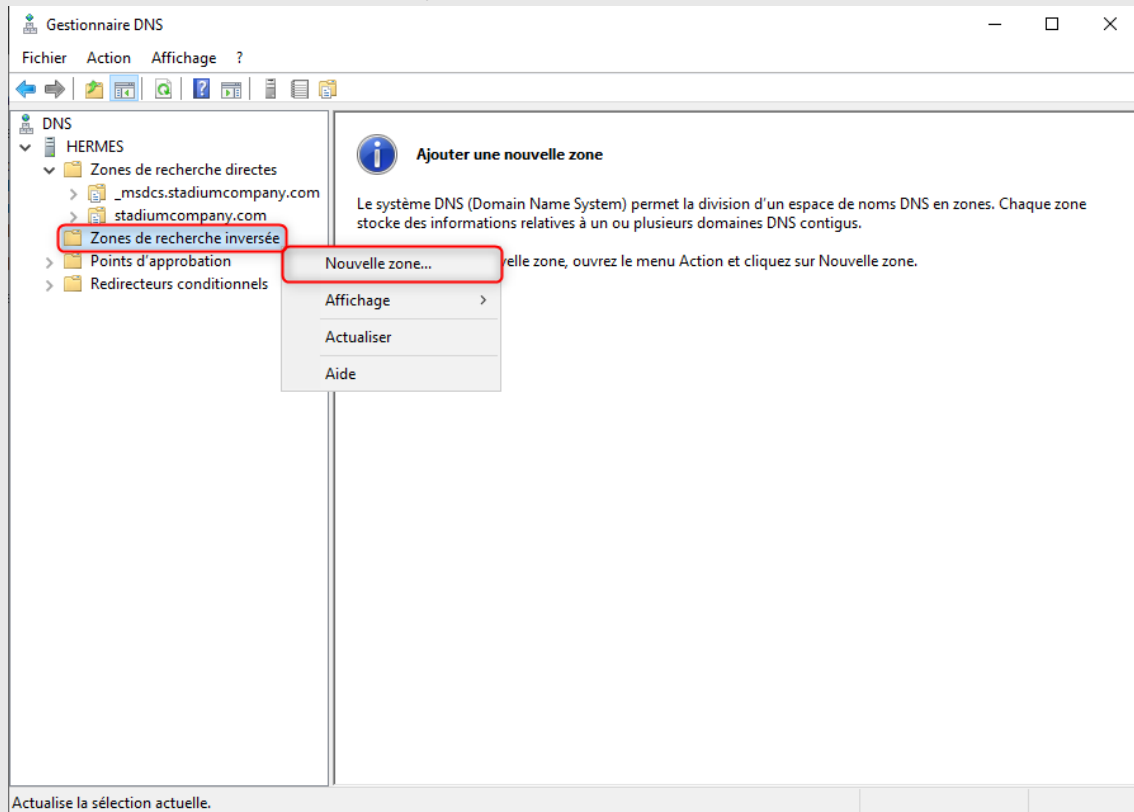 Gestionnaire DNS
Fichier Action Affichage ?
DNS
HERMES
Zones de recherche directes
_msdcs.stadiumcompany.com
stadiumcompany.com
Zones de recherche inversée
Points d'approbation
Redirecteurs conditionnels
Nouvelle zone...
Affichage
Actualiser
Aide
Ajouter une nouvelle zone
Le système DNS (Domain Name System) permet la division d'un espace de noms DNS en zones. Chaque zone
stocke des informations relatives à un ou plusieurs domaines DNS contigus.
velle zone, ouvrez le menu Action et cliquez sur Nouvelle zone.
Actualise la sélection actuelle.